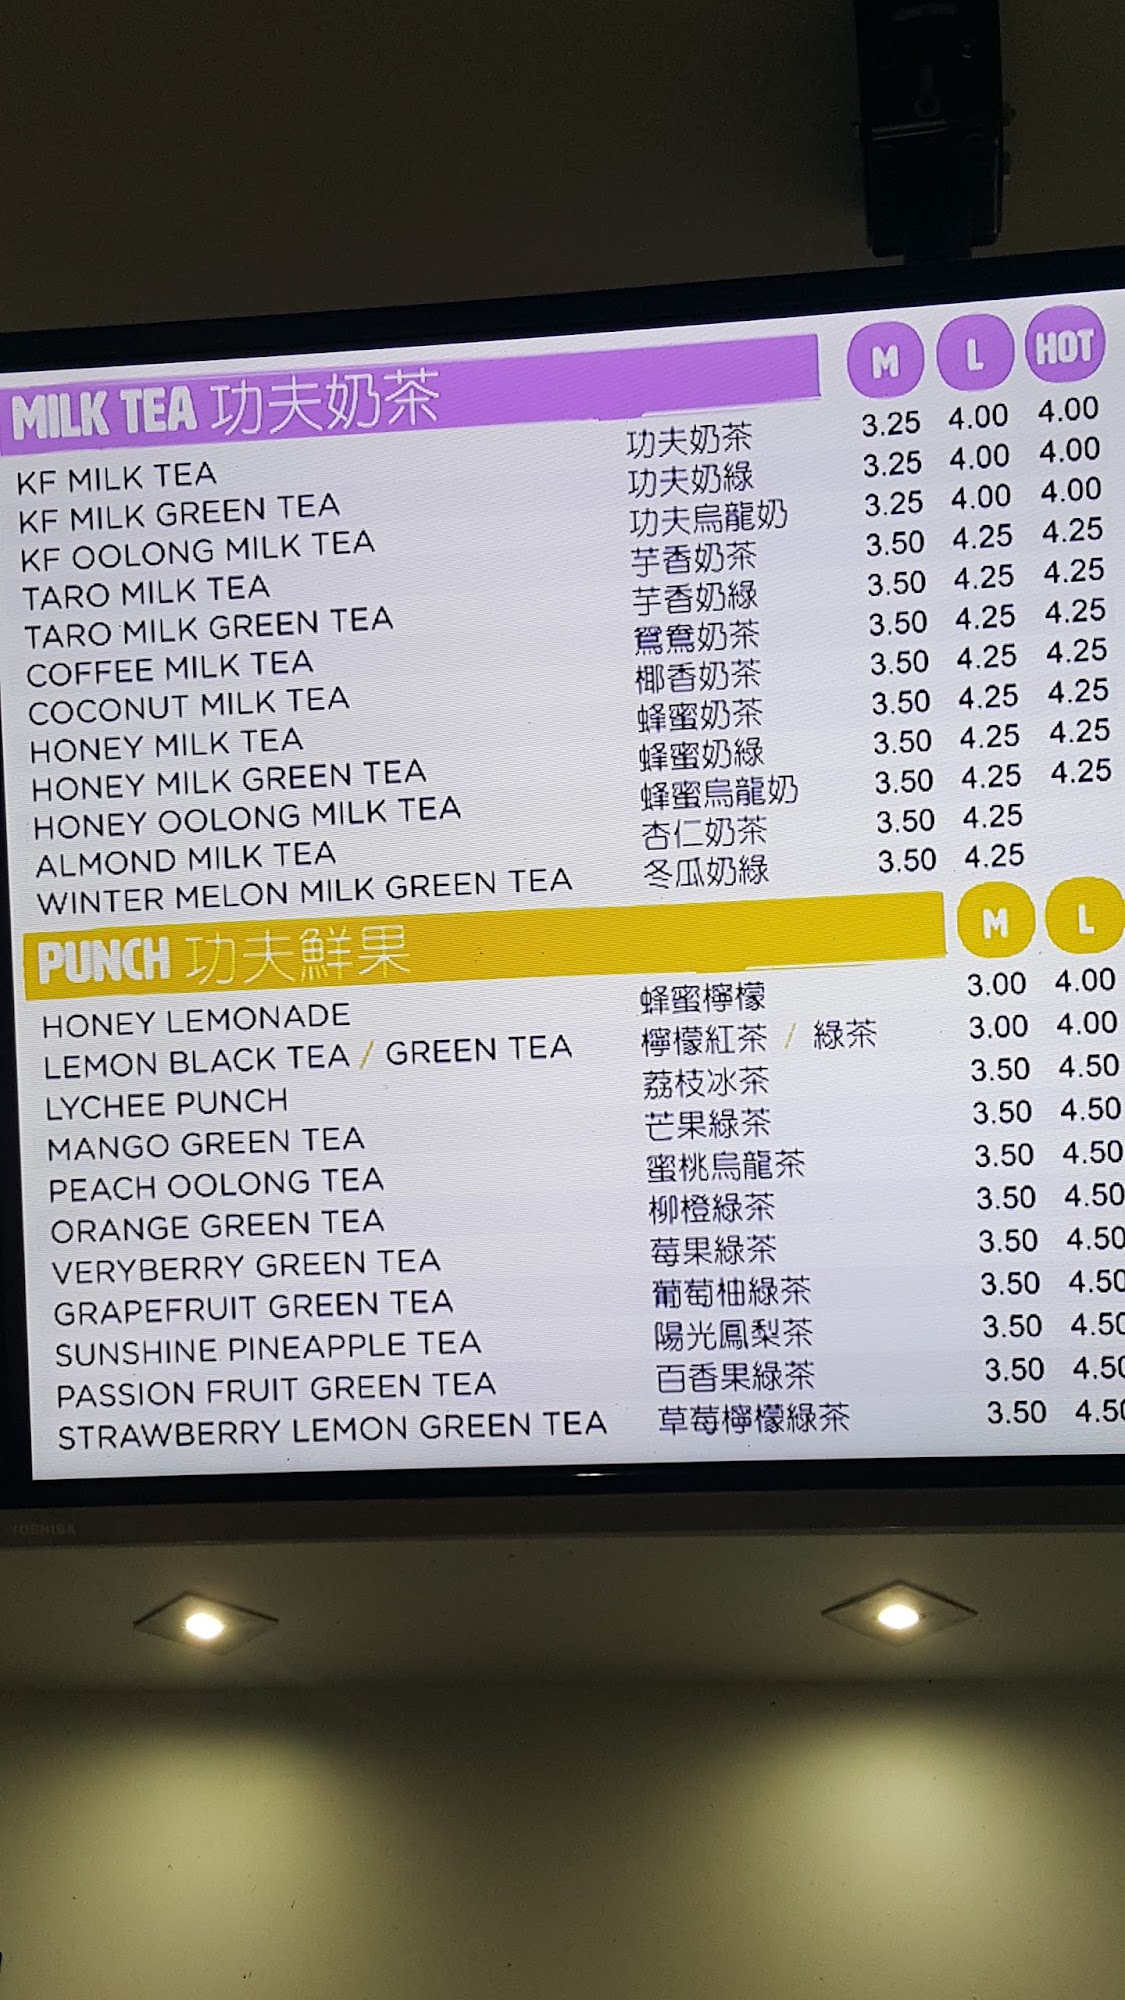 MILK TEA 功夫奶茶 M L HOT
KF MILK TEA 功夫奶茶 3.25 4.00 4.00
KF MILK GREEN TEA 功夫奶綠 3.25 4.00 4.00
KF OOLONG MILK TEA 功夫烏龍奶 3.25 4.00 4.00
TARO MILK TEA 芋香奶茶 3.50 4.25 4.25
TARO MILK GREEN TEA 芋香奶綠 3.50 4.25 4.25
COFFEE MILK TEA 鴛鴦奶茶 3.50 4.25 4.25
COCONUT MILK TEA 椰香奶茶 3.50 4.25 4.25
HONEY MILK TEA 蜂蜜奶茶 3.50 4.25 4.25
HONEY MILK GREEN TEA 蜂蜜奶綠 3.50 4.25 4.25
HONEY OOLONG MILK TEA 蜂蜜烏龍奶 3.50 4.25 4.25
ALMOND MILK TEA 杏仁奶茶 3.50 4.25
WINTER MELON MILK GREEN TEA 冬瓜奶綠 3.50 4.25
PUNCH 功夫鮮果 M L
HONEY LEMONADE 蜂蜜檸檬 3.00 4.00
LEMON BLACK TEA / GREEN TEA 檸檬紅茶 / 綠茶 3.00 4.00
LYCHEE PUNCH 荔枝冰茶 3.50 4.50
MANGO GREEN TEA 芒果綠茶 3.50 4.50
PEACH OOLONG TEA 蜜桃烏龍茶 3.50 4.50
ORANGE GREEN TEA 柳橙綠茶 3.50 4.50
VERYBERRY GREEN TEA 莓果綠茶 3.50 4.50
GRAPEFRUIT GREEN TEA 葡萄柚綠茶 3.50 4.50
SUNSHINE PINEAPPLE TEA 陽光鳳梨茶 3.50 4.50
PASSION FRUIT GREEN TEA 百香果綠茶 3.50 4.50
STRAWBERRY LEMON GREEN TEA 草莓檸檬綠茶 3.50 4.50
TOSHIBA